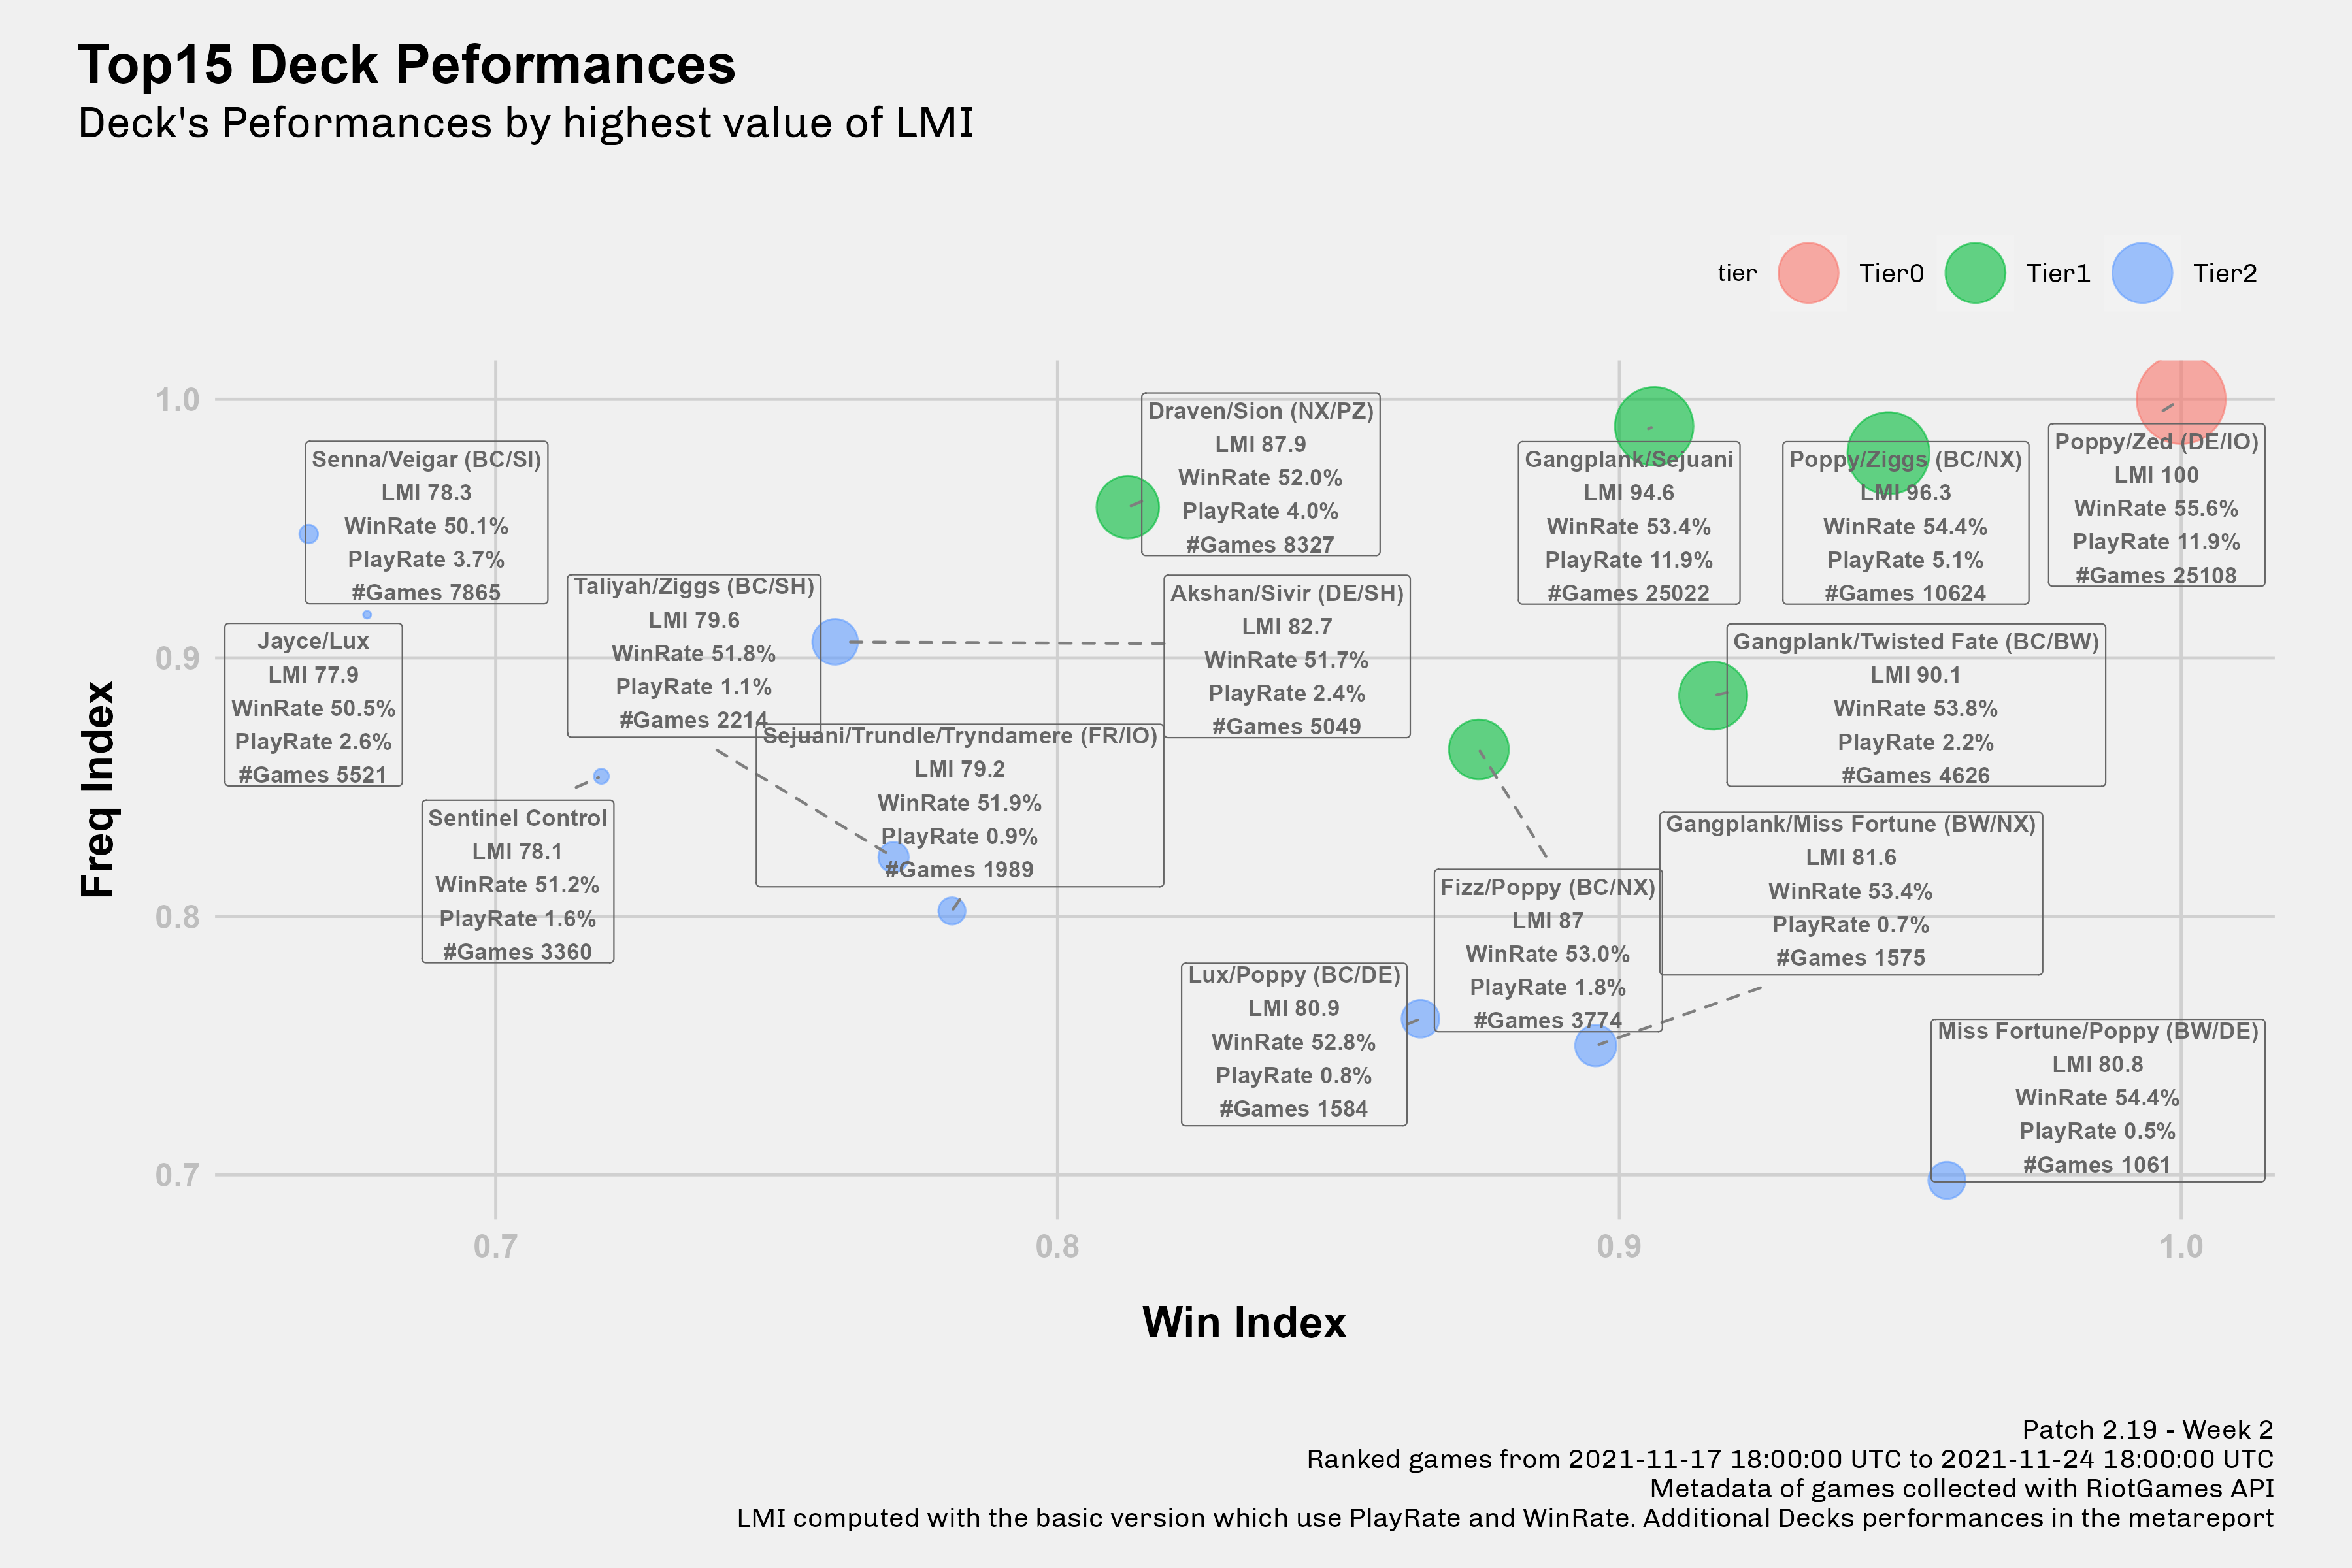 Top15 Deck Peformances
Deck's Peformances by highest value of LMI
tier
Tier0
Tier1
Tier2
Freq Index
1.0
0.9
0.8
0.7
Senna/Veigar (BC/SI)
LMI 78.3
WinRate 50.1%
PlayRate 3.7%
#Games 7865
Jayce/Lux
LMI 77.9
WinRate 50.5%
PlayRate 2.6%
#Games 5521
Sentinel Control
LMI 78.1
WinRate 51.2%
PlayRate 1.6%
#Games 3360
Taliyah/Ziggs (BC/SH)
LMI 79.6
WinRate 51.8%
PlayRate 1.1%
#Games 2214
Sejuani/Trundle/Tryndamere (FR/IO)
LMI 79.2
WinRate 51.9%
PlayRate 0.9%
#Games 1989
Draven/Sion (NX/PZ)
LMI 87.9
WinRate 52.0%
PlayRate 4.0%
#Games 8327
Akshan/Sivir (DE/SH)
LMI 82.7
WinRate 51.7%
PlayRate 2.4%
#Games 5049
Gangplank/Sejuani
LMI 94.6
WinRate 53.4%
PlayRate 11.9%
#Games 25022
Poppy/Ziggs (BC/NX)
LMI 96.3
WinRate 54.4%
PlayRate 5.1%
#Games 10624
Poppy/Zed (DE/IO)
LMI 100
WinRate 55.6%
PlayRate 11.9%
#Games 25108
Gangplank/Twisted Fate (BC/BW)
LMI 90.1
WinRate 53.8%
PlayRate 2.2%
#Games 4626
Gangplank/Miss Fortune (BW/NX)
LMI 81.6
WinRate 53.4%
PlayRate 0.7%
#Games 1575
Fizz/Poppy (BC/NX)
LMI 87
WinRate 53.0%
PlayRate 1.8%
#Games 3774
Lux/Poppy (BC/DE)
LMI 80.9
WinRate 52.8%
PlayRate 0.8%
#Games 1584
Miss Fortune/Poppy (BW/DE)
LMI 80.8
WinRate 54.4%
PlayRate 0.5%
#Games 1061
0.7
0.8
0.9
1.0
Win Index
Patch 2.19 - Week 2
Ranked games from 2021-11-17 18:00:00 UTC to 2021-11-24 18:00:00 UTC
Metadata of games collected with RiotGames API
LMI computed with the basic version which use PlayRate and WinRate. Additional Decks performances in the metareport